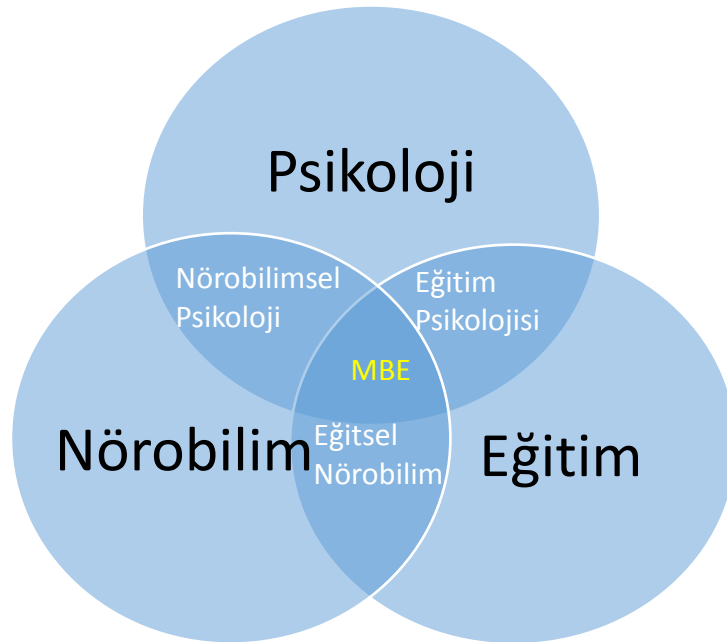 Psikoloji
Nörobilimsel
Psikoloji
Eğitim
Psikolojisi
MBE
Nörobilim
Eğitsel
Nörobilim
Eğitim